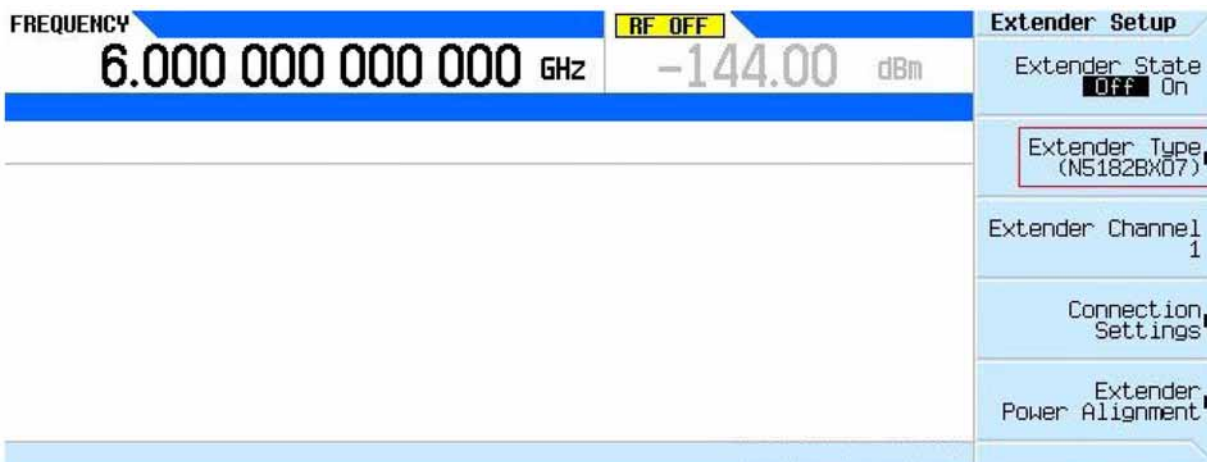 FREQUENCY
6.000 000 000 000 GHz
RF OFF
-144.00 dBm
Extender Setup
Extender State
Off On
Extender Type
(N5182BX07)
Extender Channel
1
Connection
Settings
Extender
Power Alignment